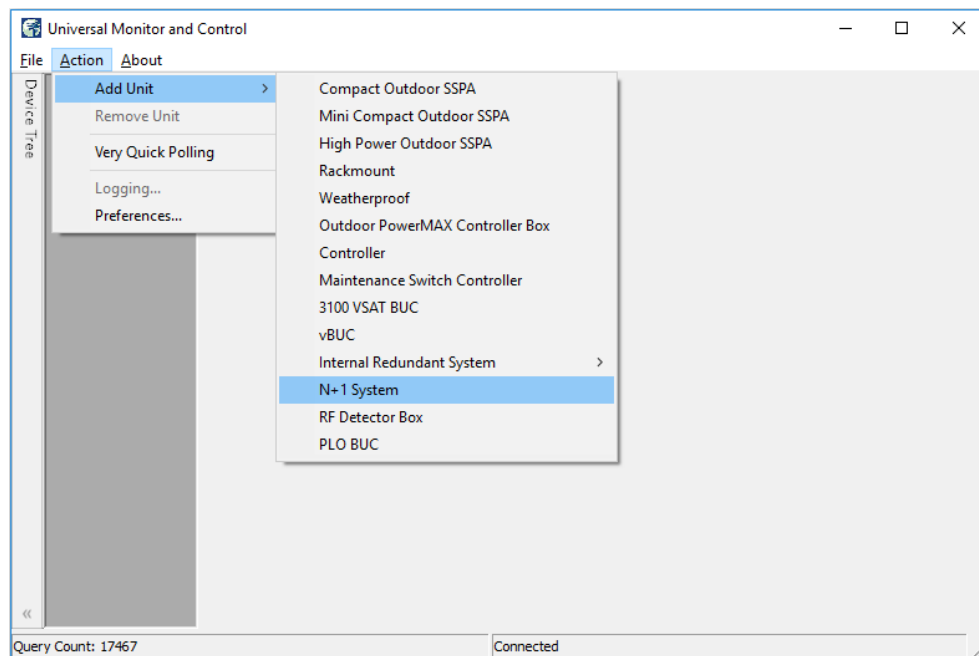 Universal Monitor and Control
File Action About
Device Tree
Add Unit
Remove Unit
Very Quick Polling
Logging...
Preferences...
Compact Outdoor SSPA
Mini Compact Outdoor SSPA
High Power Outdoor SSPA
Rackmount
Weatherproof
Outdoor PowerMAX Controller Box
Controller
Maintenance Switch Controller
3100 VSAT BUC
vBUC
Internal Redundant System
N+1 System
RF Detector Box
PLO BUC
Query Count: 17467
Connected